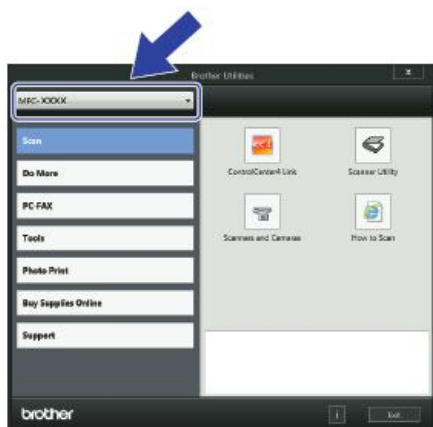 Brother Utilities
x
MFC-XXXX
Scan
Do More
PC-FAX
Tools
Photo Print
Buy Supplies Online
Support
ControlCenter4 Link
Scanner Utility
Scanners and Cameras
How to Scan
brother
i
Exit